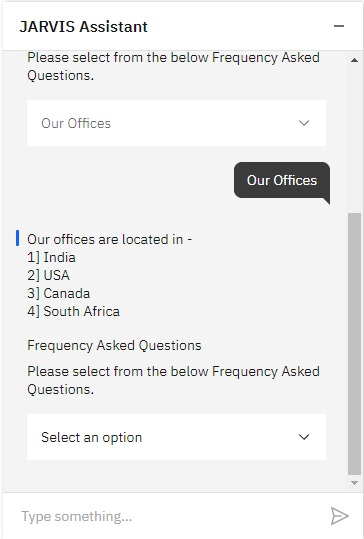 JARVIS Assistant
Please select from the below Frequency Asked
Questions.
Our Offices
Our Offices
Our offices are located in -
1] India
2] USA
3] Canada
4] South Africa
Frequency Asked Questions
Please select from the below Frequency Asked
Questions.
Select an option
Type something...